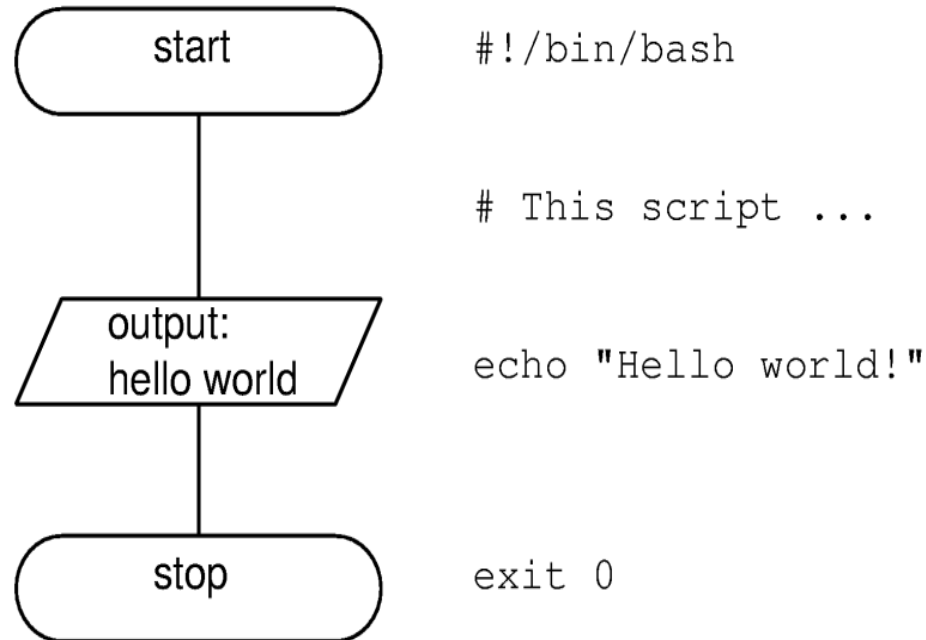 start
#!/bin/bash
# This script ...
output:
hello world
echo "Hello world!"
stop
exit 0